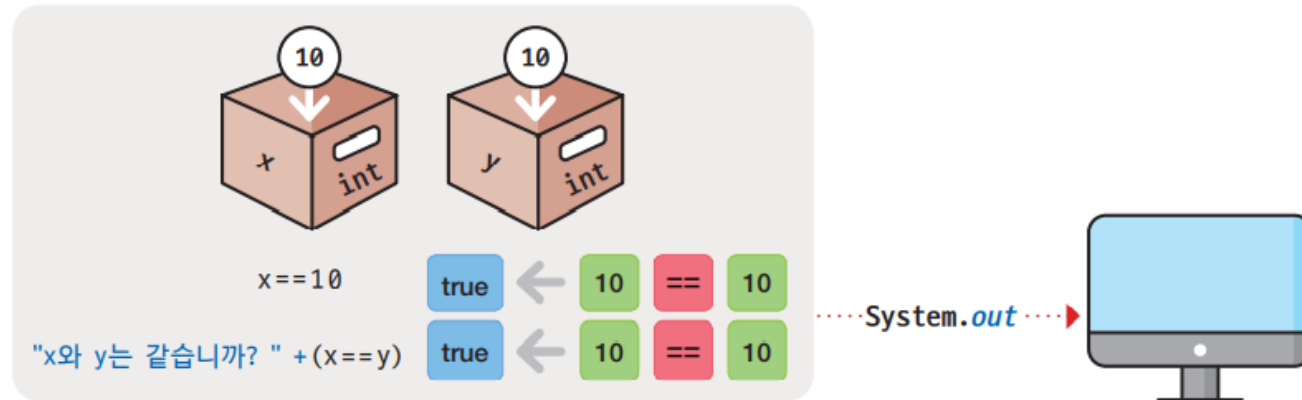 10 10
x int y int
x==10 true 10 == 10
"x와 y는 같습니까? " +(x==y) true 10 == 10
System.out